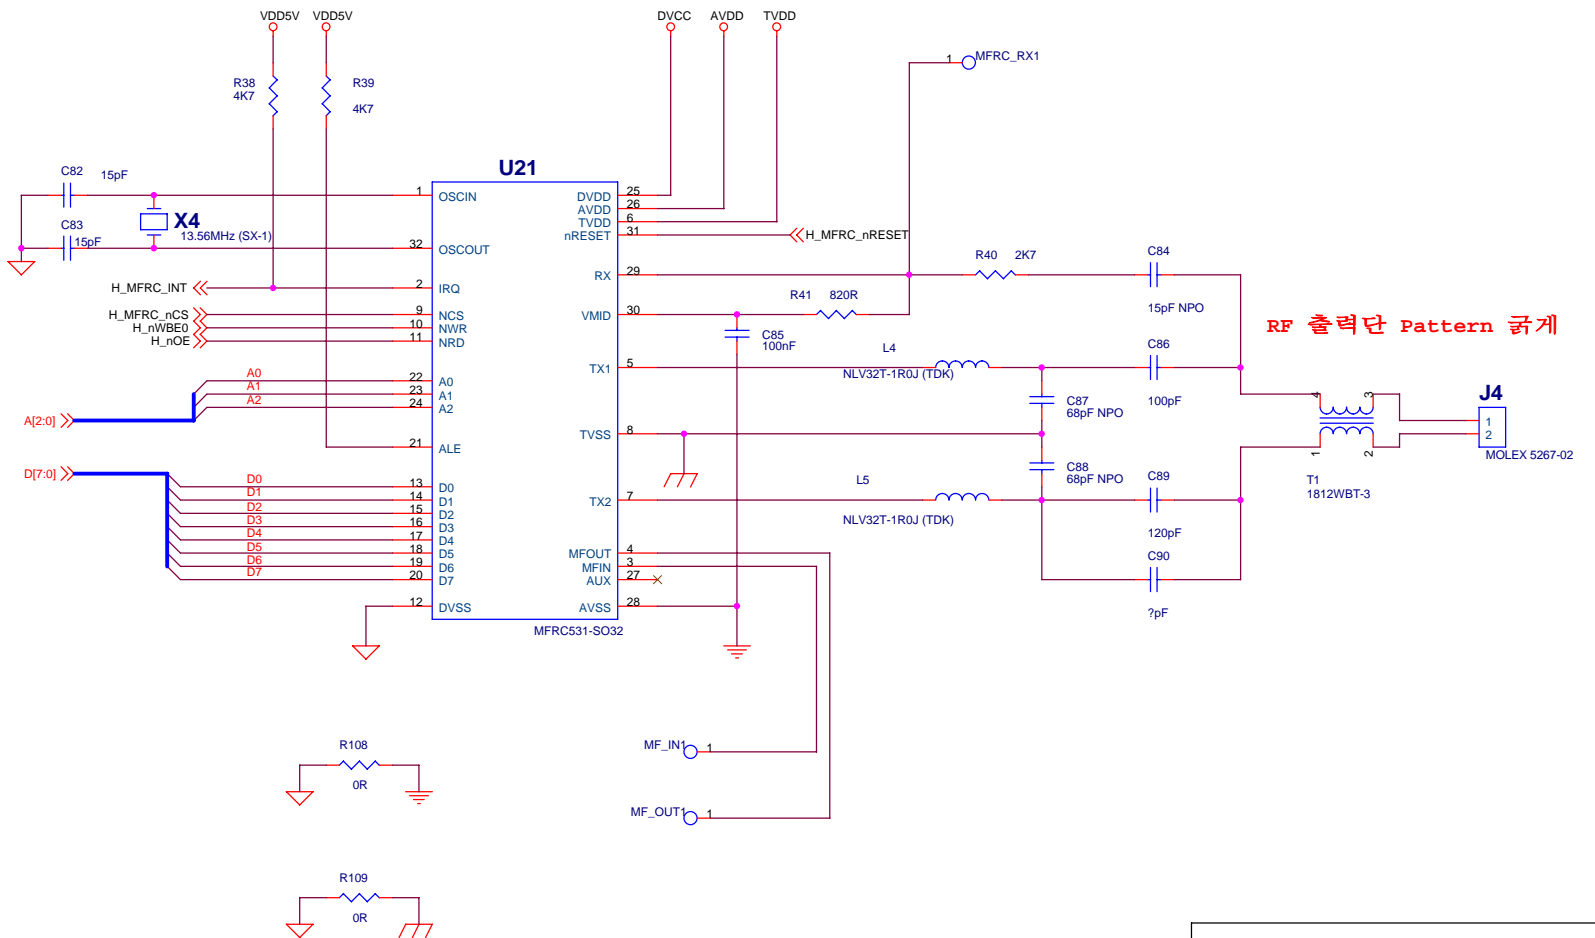 VDD5V VDD5V DVCC AVDD TVDD
1 MFRC_RX1
R38
4K7
R39
4K7
U21
C82 15pF
C83
15pF
X4
13.56MHz (SX-1)
1 OSCIN
32 OSCOUT
H_MFRC_INT 2 IRQ
H_MFRC_nCS 9 NCS
H_nWBE0 10 NWR
H_nOE 11 NRD
A0 22 A0
A1 23 A1
A2 24 A2
A[2:0]
21 ALE
D[7:0]
D0 13 D0
D1 14 D1
D2 15 D2
D3 16 D3
D4 17 D4
D5 18 D5
D6 19 D6
D7 20 D7
12 DVSS
DVDD 25
AVDD 26
TVDD 6
nRESET 31 H_MFRC_nRESET
RX 29
VMID 30
TX1 5
TVSS 8
TX2 7
MFOUT 4
MFIN 3
AUX 27
AVSS 28
MFRC531-SO32
R40 2K7
R41 820R
C84
15pF NPO
C85
100nF
L4
NLV32T-1R0J (TDK)
C86
100pF
C87
68pF NPO
C88
68pF NPO
L5
NLV32T-1R0J (TDK)
C89
120pF
C90
?pF
RF 출력단 Pattern 굵게
4 3
1 2
T1
1812WBT-3
J4
1
2
MOLEX 5267-02
R108
0R
MF_IN1 1
MF_OUT1 1
R109
0R